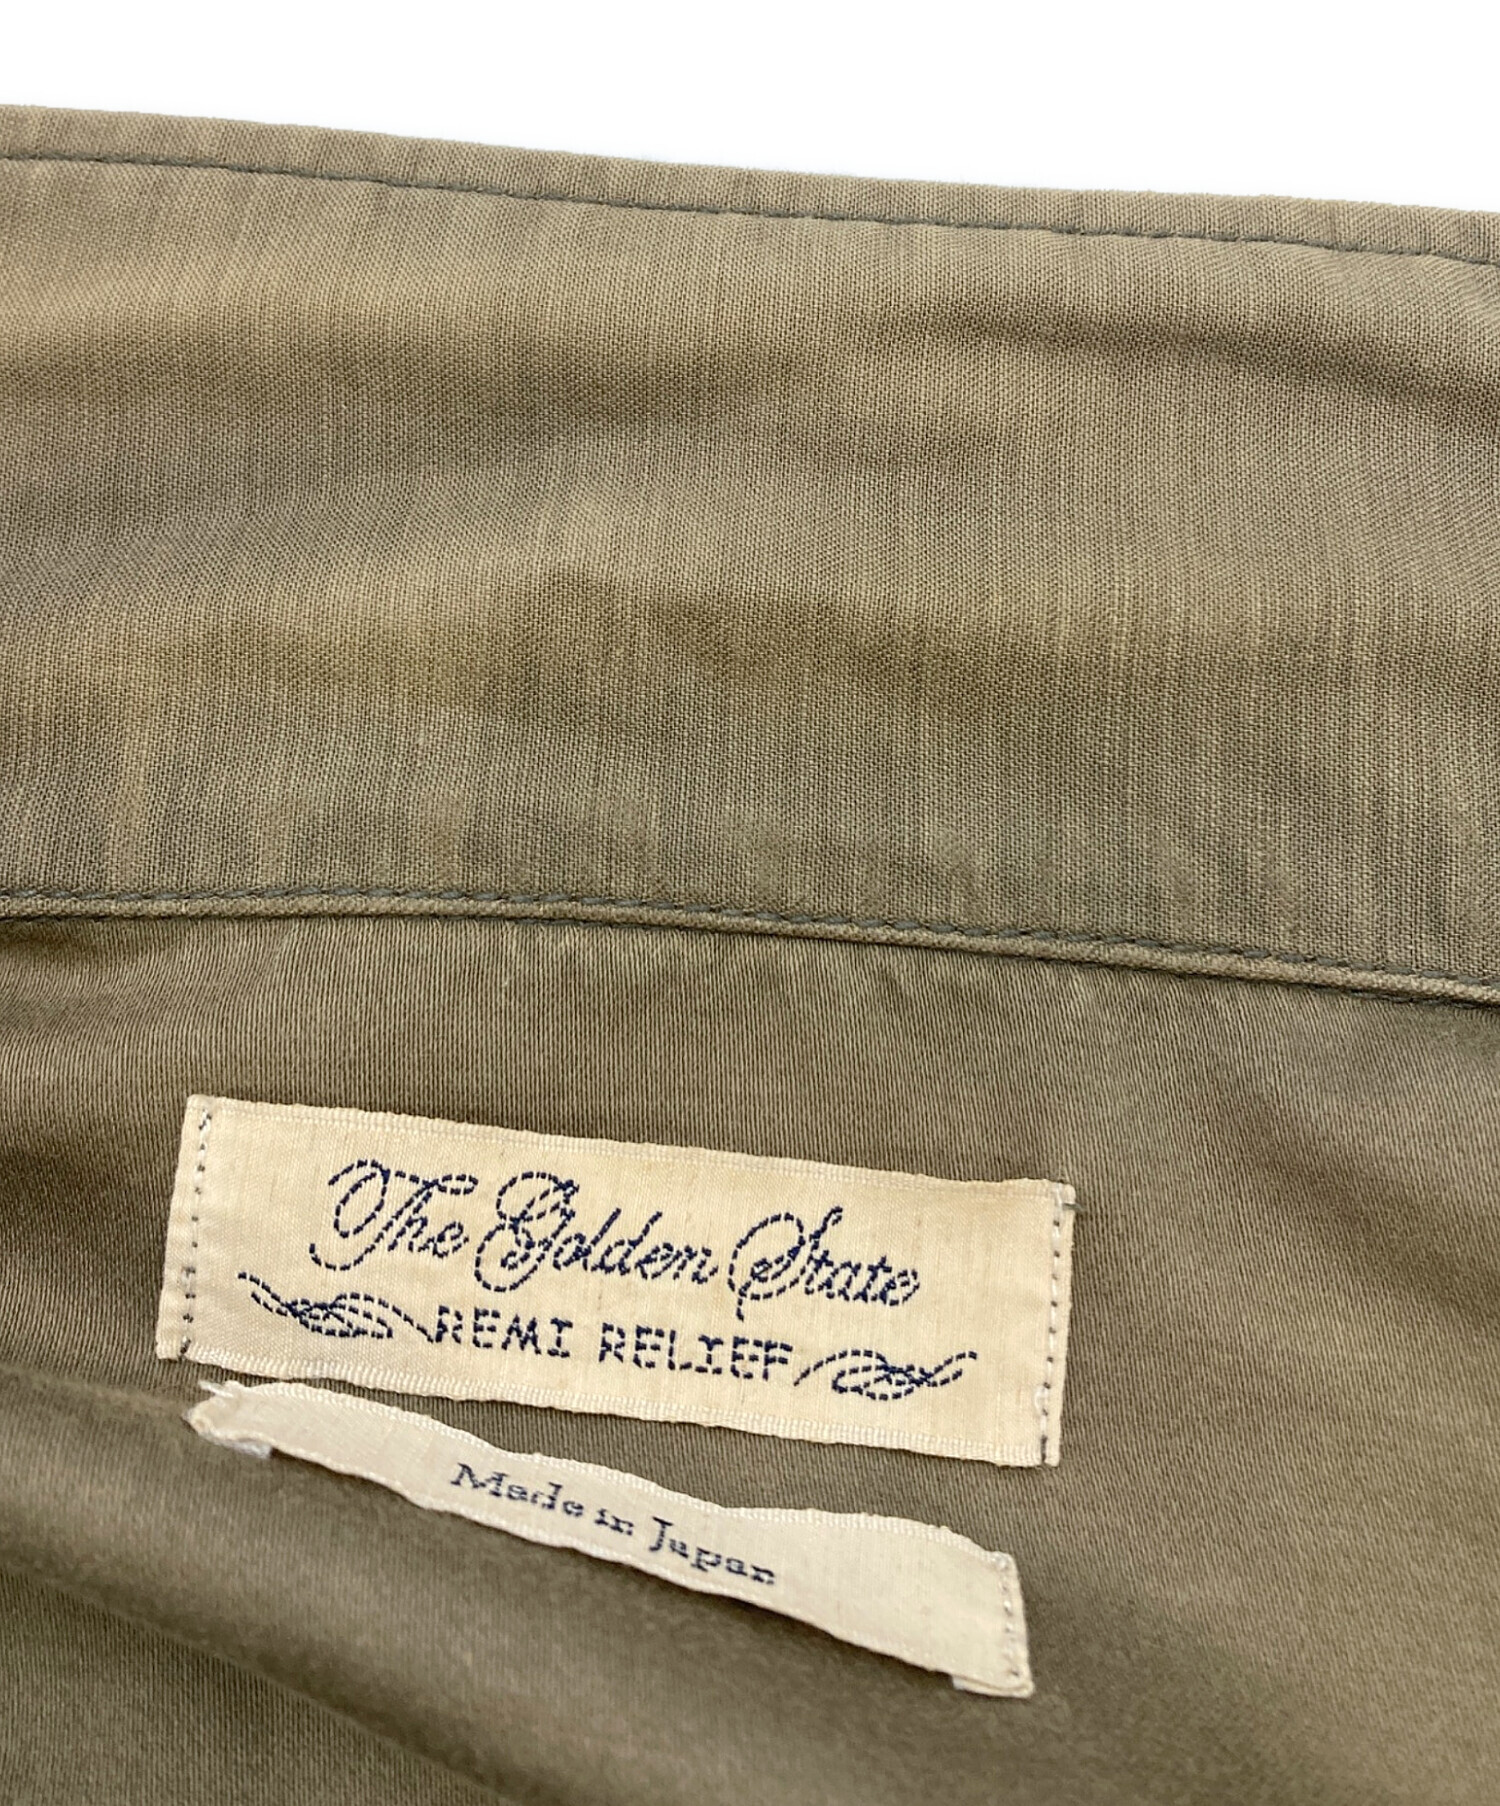 The Golden State
REMI RELIEF
Made in Japan